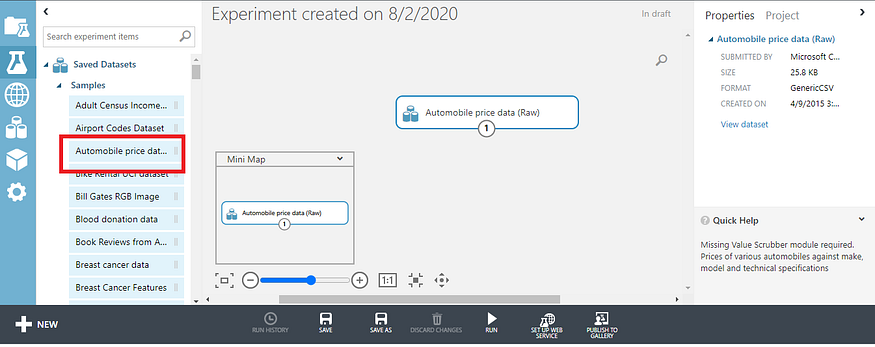 Experiment created on 8/2/2020
In draft
Properties
Project
Search experiment items
Saved Datasets
Samples
Adult Census Income...
Airport Codes Dataset
Automobile price dat...
Bike Rental UCI dataset
Bill Gates RGB Image
Blood donation data
Book Reviews from A...
Breast cancer data
Breast Cancer Features
Automobile price data (Raw)
1
Mini Map
Automobile price data (Raw)
1
1:1
Automobile price data (Raw)
SUBMITTED BY Microsoft C...
SIZE 25.8 KB
FORMAT GenericCSV
CREATED ON 4/9/2015 3:...
View dataset
Quick Help
Missing Value Scrubber module required.
Prices of various automobiles against make,
model and technical specifications
NEW
RUN HISTORY
SAVE
SAVE AS
DISCARD CHANGES
RUN
SET UP WEB
SERVICE
PUBLISH TO
GALLERY